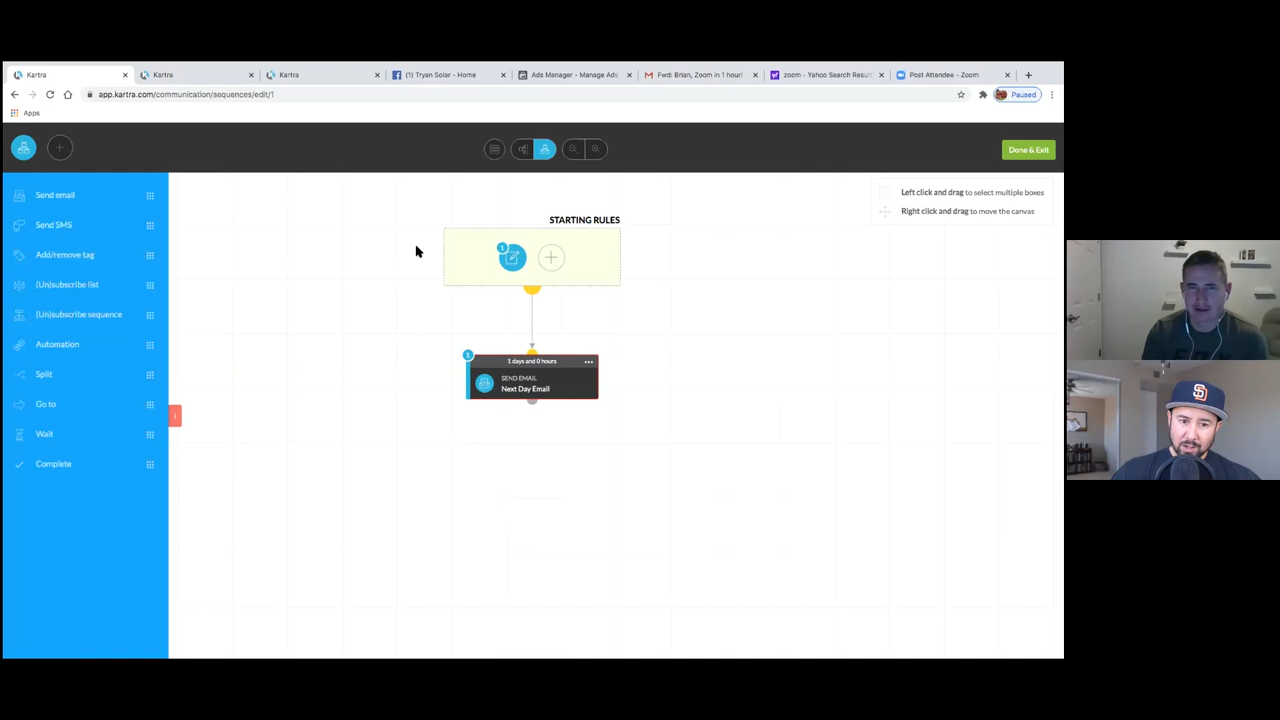 Kartra
Kartra
Kartra
(1) Tryan Solar - Home
Ads Manager - Manage Ads
Fwd: Brian, Zoom in 1 hour!
zoom - Yahoo Search Resul
Post Attendee - Zoom
app.kartra.com/communication/sequences/edit/1
Paused
Apps
Done & Exit
Send email
Send SMS
Add/remove tag
(Un)subscribe list
(Un)subscribe sequence
Automation
Split
Go to
Wait
Complete
Left click and drag to select multiple boxes
Right click and drag to move the canvas
STARTING RULES
1
1
1 days and 0 hours
SEND EMAIL
Next Day Email